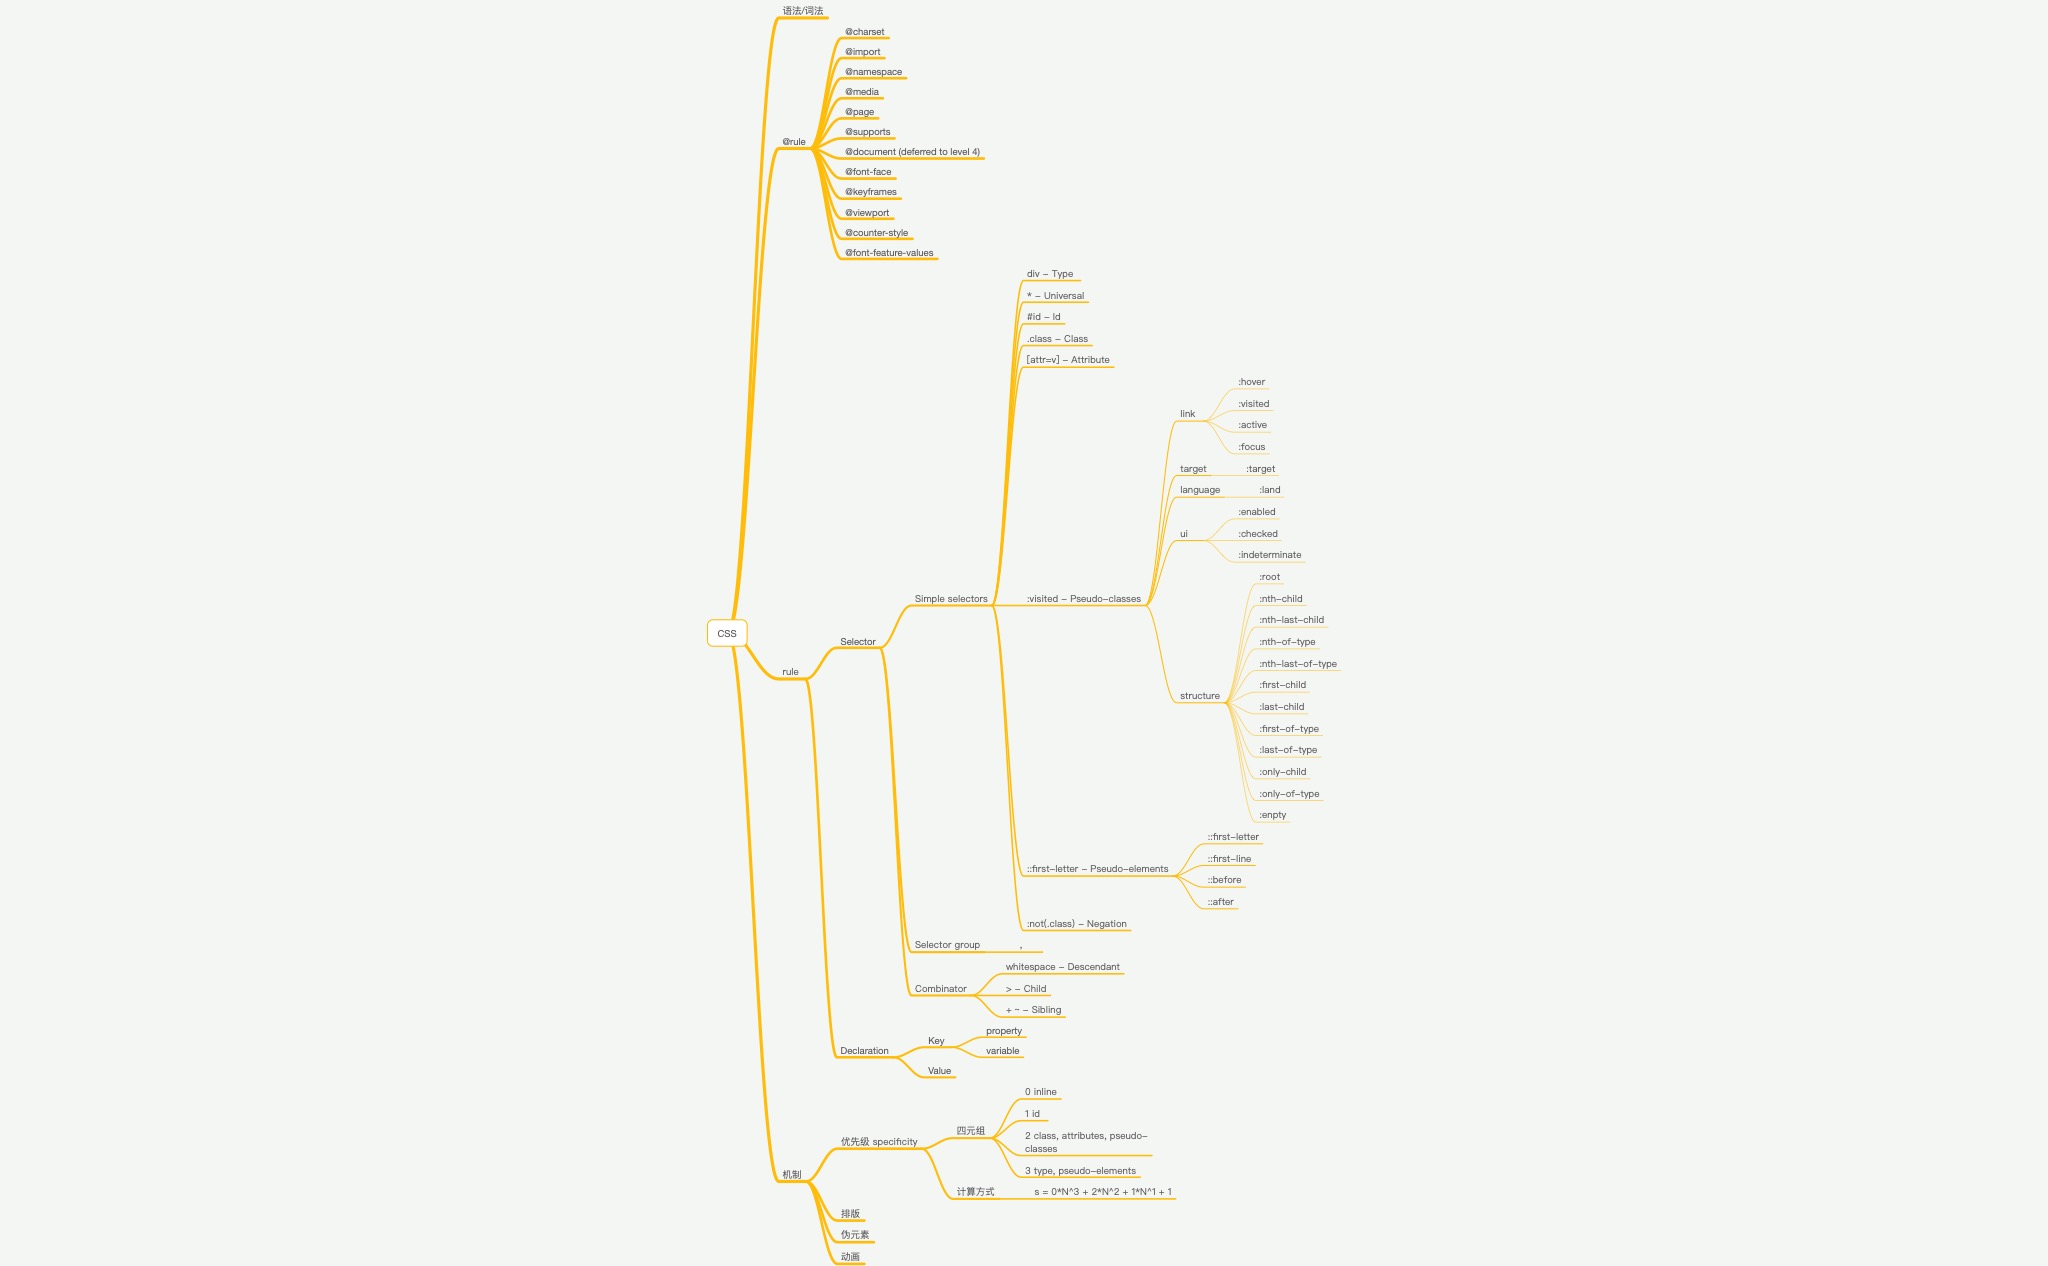 语法/词法
@charset
@import
@namespace
@media
@page
@supports
@document (deferred to level 4)
@font-face
@keyframes
@viewport
@counter-style
@font-feature-values
@rule
div – Type
* – Universal
#id – Id
.class – Class
[attr=v] – Attribute
:hover
:visited
:active
:focus
link
target
:target
language
:land
:enabled
:checked
:indeterminate
ui
:root
:nth–child
:nth–last–child
:nth–of–type
:nth–last–of–type
:first–child
:last–child
:first–of–type
:last–of–type
:only–child
:only–of–type
:enpty
structure
:visited – Pseudo–classes
::first–letter
::first–line
::before
::after
::first–letter – Pseudo–elements
:not(.class) – Negation
Simple selectors
Selector group
,
whitespace – Descendant
> – Child
+ ~ – Sibling
Combinator
Selector
CSS
rule
property
variable
Key
Value
Declaration
0 inline
1 id
2 class, attributes, pseudo–
classes
3 type, pseudo–elements
四元组
优先级 specificity
计算方式
s = 0*N^3 + 2*N^2 + 1*N^1 + 1
机制
排版
伪元素
动画